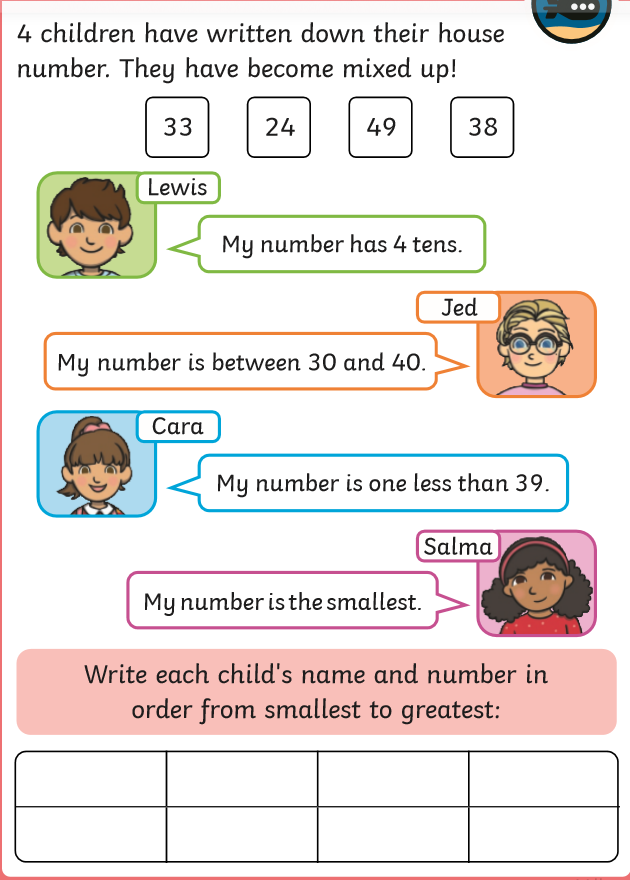 4 children have written down their house
number. They have become mixed up!
33 24 49 38
Lewis
My number has 4 tens.
Jed
My number is between 30 and 40.
Cara
My number is one less than 39.
Salma
My number is the smallest.
Write each child's name and number in
order from smallest to greatest: